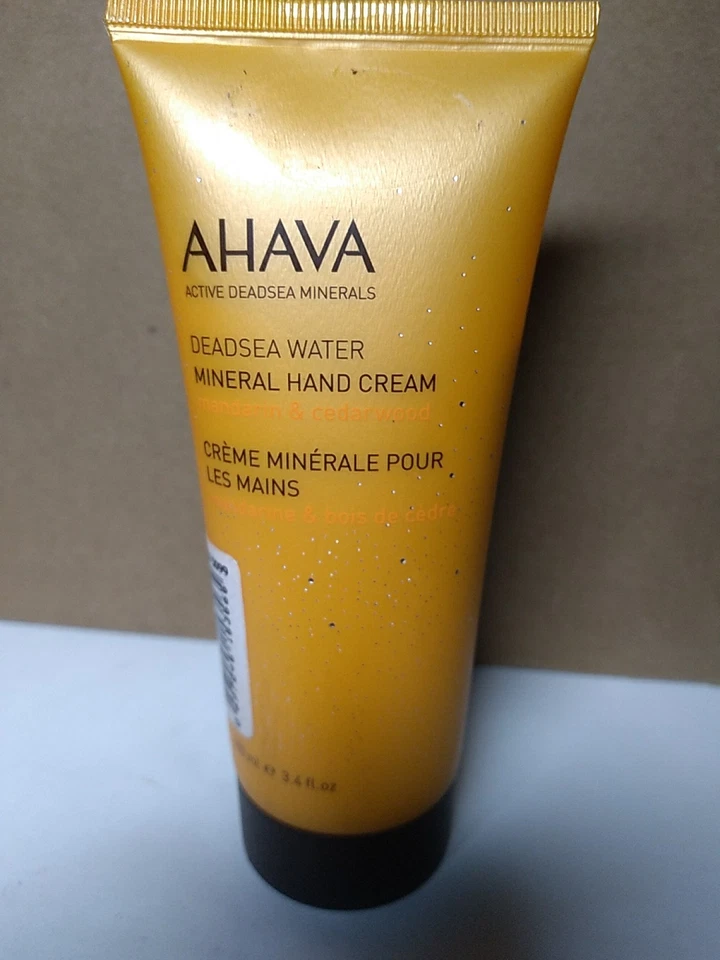 AHAVA
ACTIVE DEADSEA MINERALS
DEADSEA WATER
MINERAL HAND CREAM
mandarin & cedarwood
CRÈME MINÉRALE POUR
LES MAINS
mandarine & bois de cèdre
3.4 fl.oz